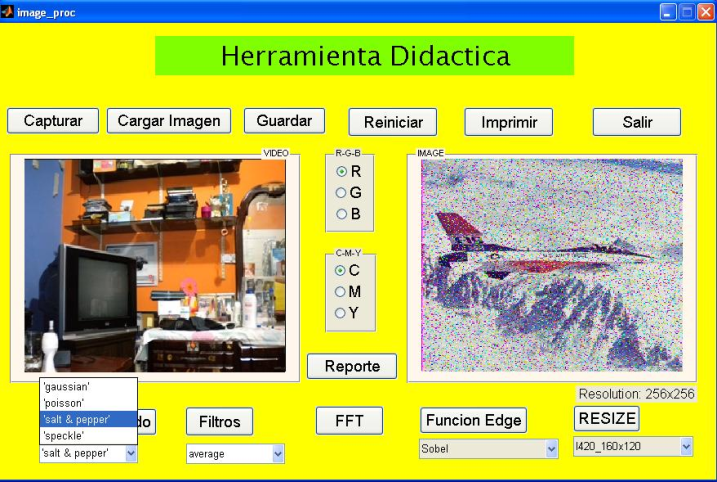 image_proc
Herramienta Didactica
Capturar
Cargar Imagen
Guardar
Reiniciar
Imprimir
Salir
VIDEO
R-G-B
IMAGE
R
G
B
C-M-Y
C
M
Y
Reporte
Resolution: 256x256
'gaussian'
'poisson'
'salt & pepper'
'speckle'
do
Filtros
FFT
Funcion Edge
RESIZE
'salt & pepper'
average
Sobel
I420_160x120